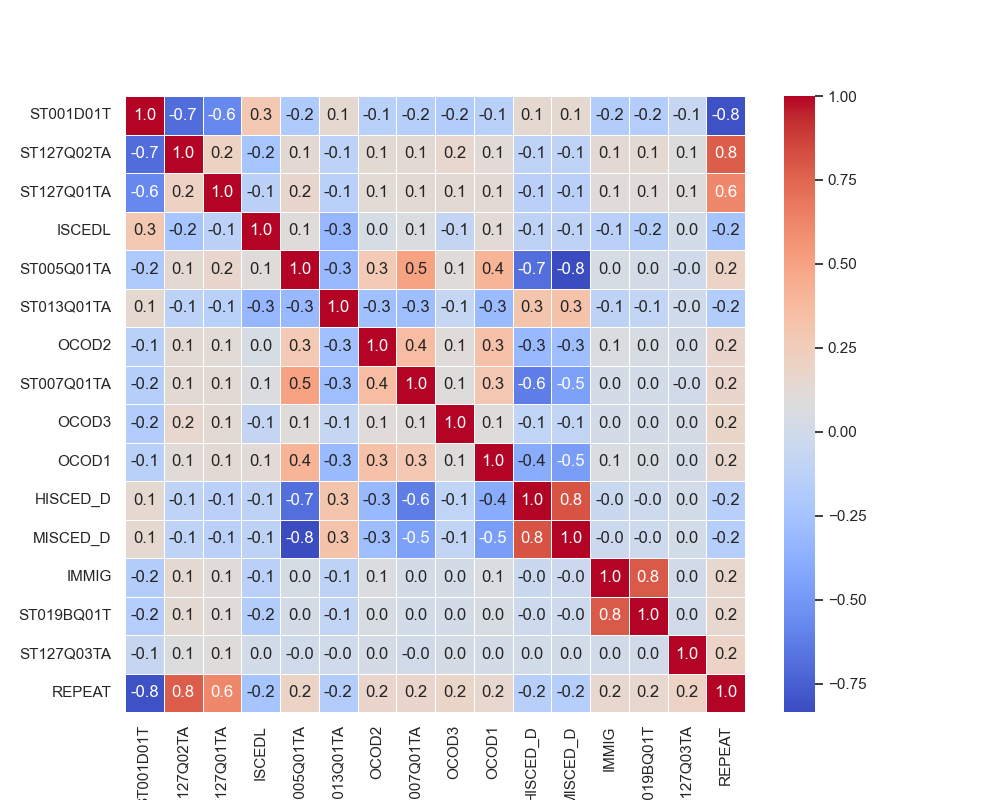 ST001D01T 1.0 -0.7 -0.6 0.3 -0.2 0.1 -0.1 -0.2 -0.2 -0.1 0.1 0.1 -0.2 -0.2 -0.1 -0.8 1.00
ST127Q02TA -0.7 1.0 0.2 -0.2 0.1 -0.1 0.1 0.1 0.2 0.1 -0.1 -0.1 0.1 0.1 0.1 0.8
ST127Q01TA -0.6 0.2 1.0 -0.1 0.2 -0.1 0.1 0.1 0.1 0.1 -0.1 -0.1 0.1 0.1 0.1 0.6 0.75
ISCEDL 0.3 -0.2 -0.1 1.0 0.1 -0.3 0.0 0.1 -0.1 0.1 -0.1 -0.1 -0.1 -0.2 0.0 -0.2
ST005Q01TA -0.2 0.1 0.2 0.1 1.0 -0.3 0.3 0.5 0.1 0.4 -0.7 -0.8 0.0 0.0 -0.0 0.2 0.50
ST013Q01TA 0.1 -0.1 -0.1 -0.3 -0.3 1.0 -0.3 -0.3 -0.1 -0.3 0.3 0.3 -0.1 -0.1 -0.0 -0.2
OCOD2 -0.1 0.1 0.1 0.0 0.3 -0.3 1.0 0.4 0.1 0.3 -0.3 -0.3 0.1 0.0 0.0 0.2 0.25
ST007Q01TA -0.2 0.1 0.1 0.1 0.5 -0.3 0.4 1.0 0.1 0.3 -0.6 -0.5 0.0 0.0 -0.0 0.2
OCOD3 -0.2 0.2 0.1 -0.1 0.1 -0.1 0.1 0.1 1.0 0.1 -0.1 -0.1 0.0 0.0 0.0 0.2 0.00
OCOD1 -0.1 0.1 0.1 0.1 0.4 -0.3 0.3 0.3 0.1 1.0 -0.4 -0.5 0.1 0.0 0.0 0.2
HISCED_D 0.1 -0.1 -0.1 -0.1 -0.7 0.3 -0.3 -0.6 -0.1 -0.4 1.0 0.8 -0.0 -0.0 0.0 -0.2 -0.25
MISCED_D 0.1 -0.1 -0.1 -0.1 -0.8 0.3 -0.3 -0.5 -0.1 -0.5 0.8 1.0 -0.0 -0.0 0.0 -0.2
IMMIG -0.2 0.1 0.1 -0.1 0.0 -0.1 0.1 0.0 0.0 0.1 -0.0 -0.0 1.0 0.8 0.0 0.2 −0.50
ST019BQ01T -0.2 0.1 0.1 -0.2 0.0 -0.1 0.0 0.0 0.0 0.0 -0.0 -0.0 0.8 1.0 0.0 0.2
ST127Q03TA -0.1 0.1 0.1 0.0 -0.0 -0.0 0.0 -0.0 0.0 0.0 0.0 0.0 0.0 0.0 1.0 0.2
REPEAT -0.8 0.8 0.6 -0.2 0.2 -0.2 0.2 0.2 0.2 0.2 -0.2 -0.2 0.2 0.2 0.2 1.0 −0.75
ST001D01T
127Q02TA
127Q01TA
ISCEDL
005Q01TA
013Q01TA
OCOD2
007Q01TA
OCOD3
OCOD1
HISCED_D
MISCED_D
IMMIG
019BQ01T
127Q03TA
REPEAT